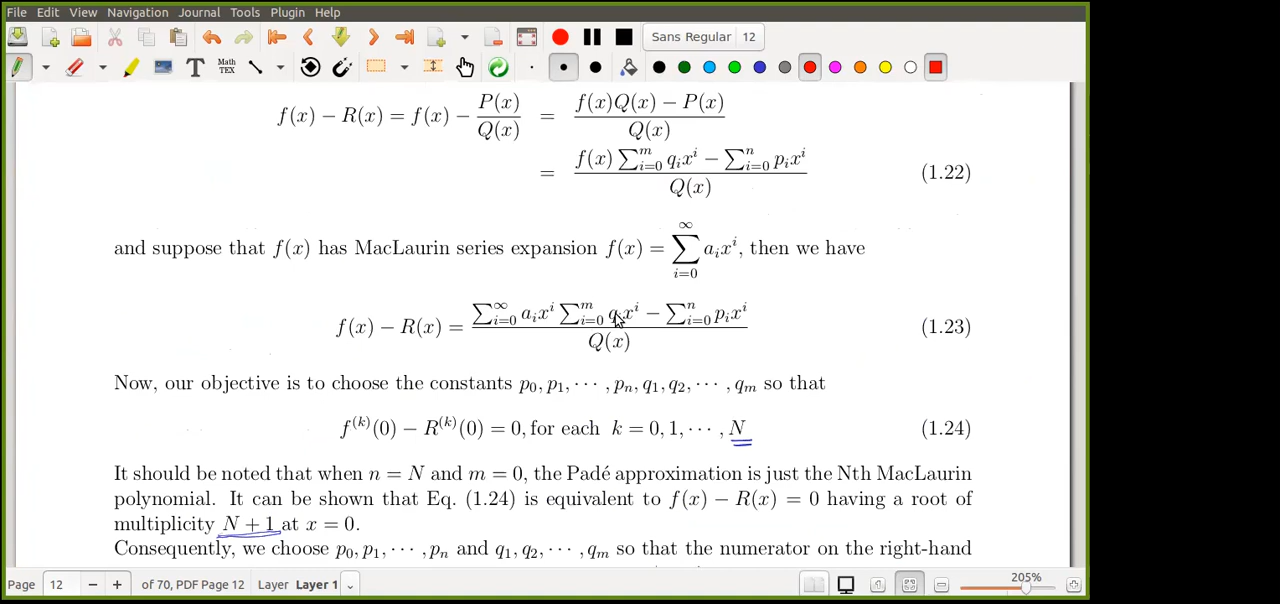 File Edit View Navigation Journal Tools Plugin Help
Sans Regular 12
T Math TEX
f(x) − R(x) = f(x) − P(x)/Q(x) = (f(x)Q(x) − P(x))/Q(x)
= (f(x) ∑_{i=0}^{m} q_i x^i − ∑_{i=0}^{n} p_i x^i)/Q(x) (1.22)
and suppose that f(x) has MacLaurin series expansion f(x) = ∑_{i=0}^{∞} a_i x^i, then we have
f(x) − R(x) = (∑_{i=0}^{∞} a_i x^i ∑_{i=0}^{m} q_i x^i − ∑_{i=0}^{n} p_i x^i)/Q(x) (1.23)
Now, our objective is to choose the constants p_0, p_1, ⋯ , p_n, q_1, q_2, ⋯ , q_m so that
f^{(k)}(0) − R^{(k)}(0) = 0, for each k = 0, 1, ⋯ , N (1.24)
It should be noted that when n = N and m = 0, the Padé approximation is just the Nth MacLaurin
polynomial. It can be shown that Eq. (1.24) is equivalent to f(x) − R(x) = 0 having a root of
multiplicity N + 1 at x = 0.
Consequently, we choose p_0, p_1, ⋯ , p_n and q_1, q_2, ⋯ , q_m so that the numerator on the right-hand
Page 12 − + of 70, PDF Page 12 Layer Layer 1 205%